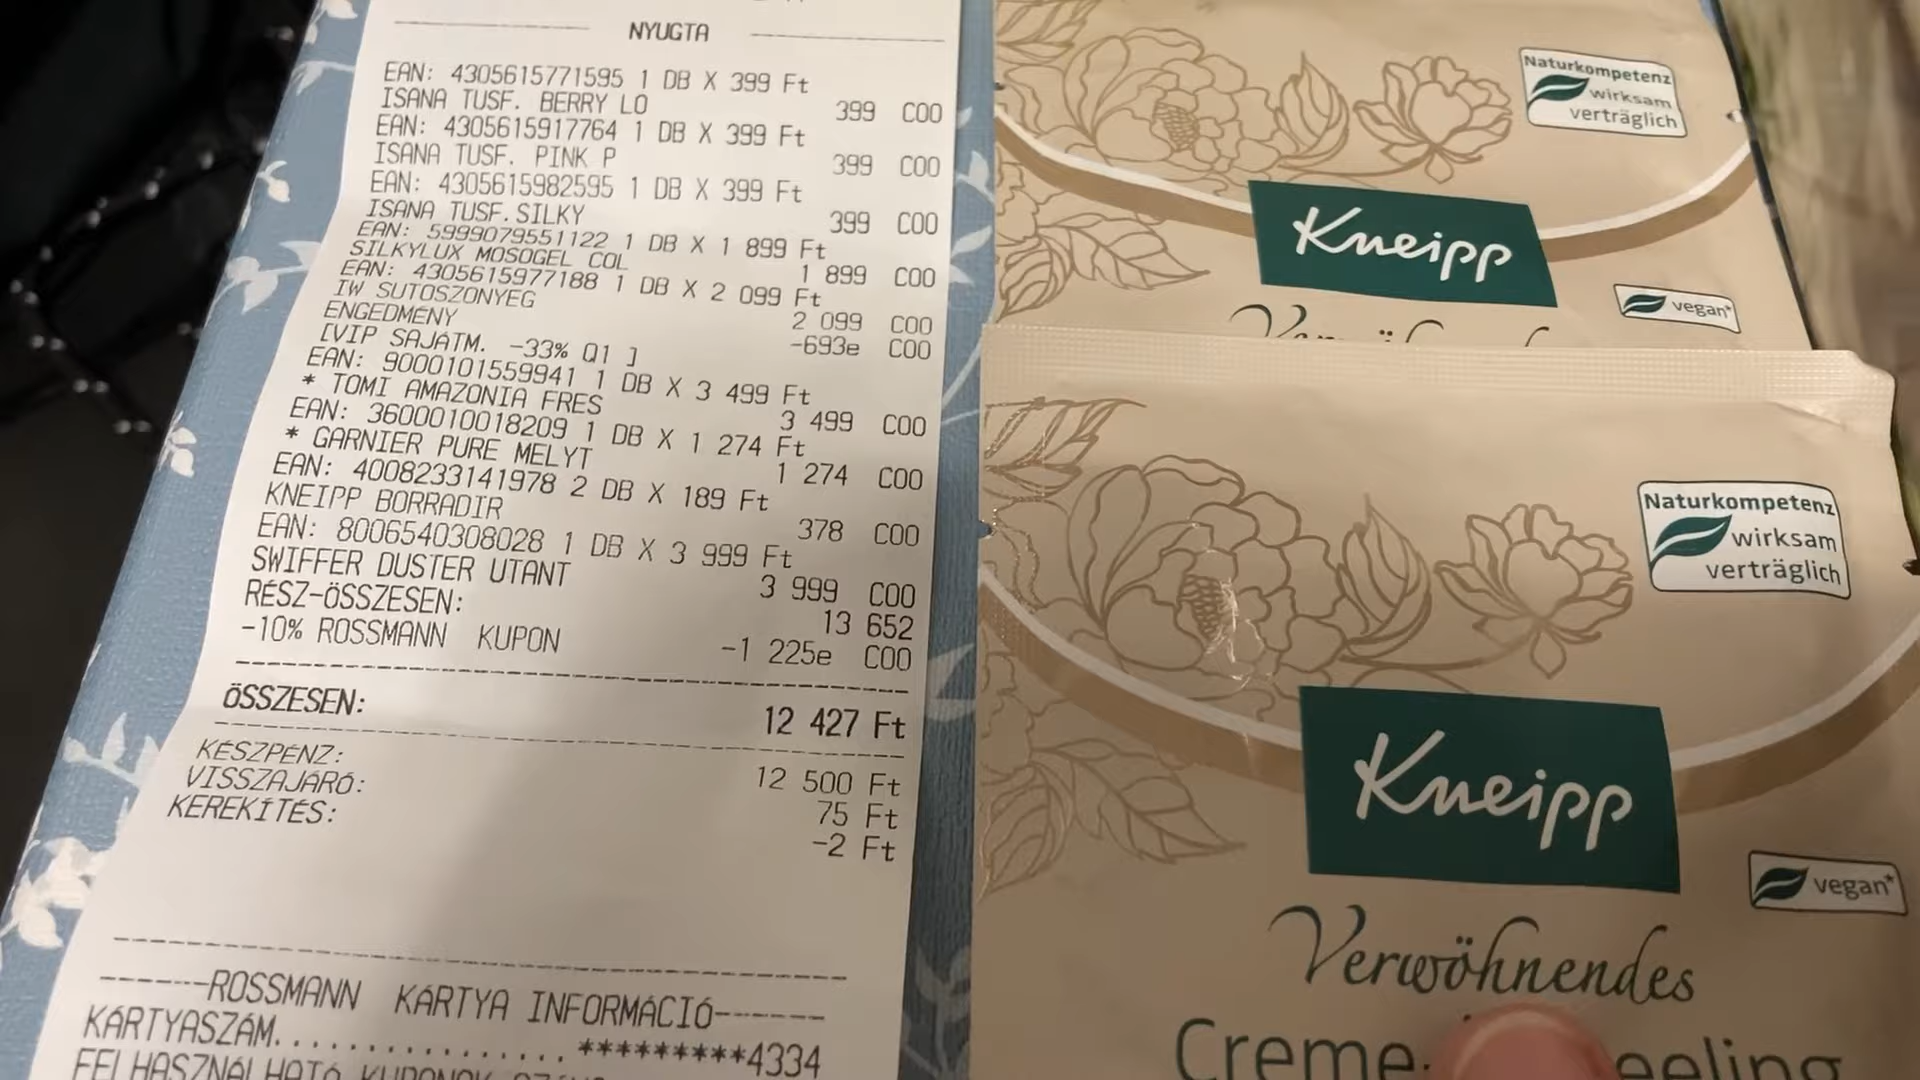 NYUGTA
EAN: 4305615771595 1 DB X 399 Ft
ISANA TUSF. BERRY LO 399 C00
EAN: 4305615917764 1 DB X 399 Ft
ISANA TUSF. PINK P 399 C00
EAN: 4305615982595 1 DB X 399 Ft
ISANA TUSF.SILKY 399 C00
EAN: 5999079551122 1 DB X 1 899 Ft
SILKYLUX MOSOGEL COL 1 899 C00
EAN: 4305615977188 1 DB X 2 099 Ft
IW SUTOSZONYEG 2 099 C00
ENGEDMÉNY -693e C00
[VIP SAJÁTM. -33% Q1 ]
EAN: 9000101559941 1 DB X 3 499 Ft
* TOMI AMAZONIA FRES 3 499 C00
EAN: 3600010018209 1 DB X 1 274 Ft
* GARNIER PURE MELYT 1 274 C00
EAN: 4008233141978 2 DB X 189 Ft
KNEIPP BORRADIR 378 C00
EAN: 8006540308028 1 DB X 3 999 Ft
SWIFFER DUSTER UTANT 3 999 C00
RÉSZ-ÖSSZESEN: 13 652
-10% ROSSMANN KUPON -1 225e C00
ÖSSZESEN: 12 427 Ft
KÉSZPÉNZ: 12 500 Ft
VISSZAJÁRÓ: 75 Ft
KEREKÍTÉS: -2 Ft
-------ROSSMANN KÁRTYA INFORMÁCIÓ------
KÁRTYASZÁM.................*********4334
Naturkompetenz
wirksam
verträglich
Kneipp
vegan*
Naturkompetenz
wirksam
verträglich
Kneipp
vegan*
Verwöhnendes
Creme-